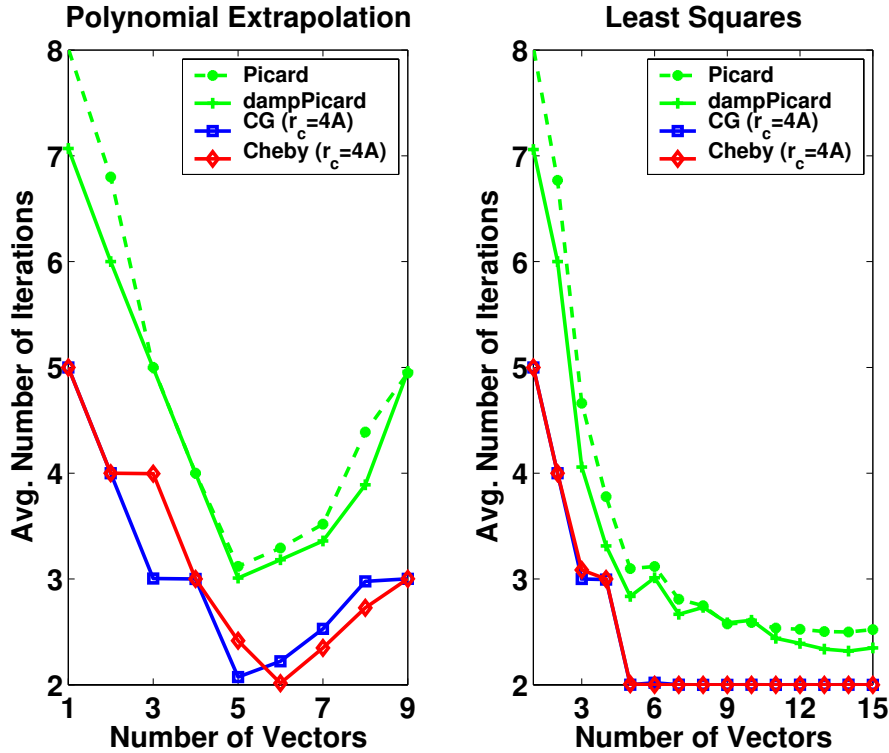 Polynomial Extrapolation
Avg. Number of Iterations
8
7
6
5
4
3
2
1
3
5
7
9
Number of Vectors
Picard
dampPicard
CG (r_c=4A)
Cheby (r_c=4A)
Least Squares
Avg. Number of Iterations
8
7
6
5
4
3
2
3
6
9
12
15
Number of Vectors
Picard
dampPicard
CG (r_c=4A)
Cheby (r_c=4A)